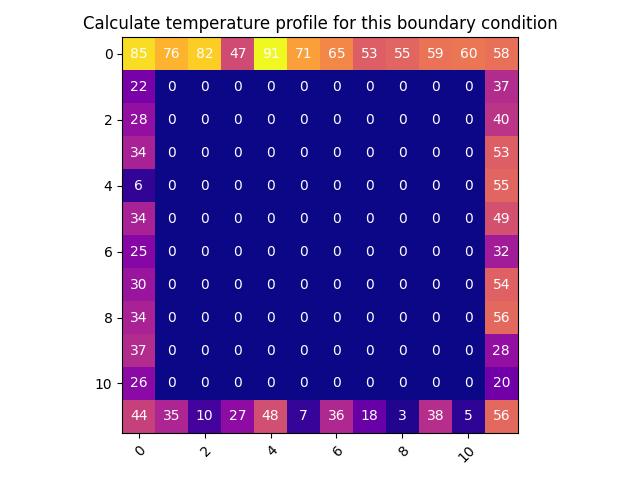 Calculate temperature profile for this boundary condition
0 85 76 82 47 91 71 65 53 55 59 60 58
22 0 0 0 0 0 0 0 0 0 0 37
2 28 0 0 0 0 0 0 0 0 0 0 40
34 0 0 0 0 0 0 0 0 0 0 53
4 6 0 0 0 0 0 0 0 0 0 0 55
34 0 0 0 0 0 0 0 0 0 0 49
6 25 0 0 0 0 0 0 0 0 0 0 32
30 0 0 0 0 0 0 0 0 0 0 54
8 34 0 0 0 0 0 0 0 0 0 0 56
37 0 0 0 0 0 0 0 0 0 0 28
10 26 0 0 0 0 0 0 0 0 0 0 20
44 35 10 27 48 7 36 18 3 38 5 56
0 2 4 6 8 10